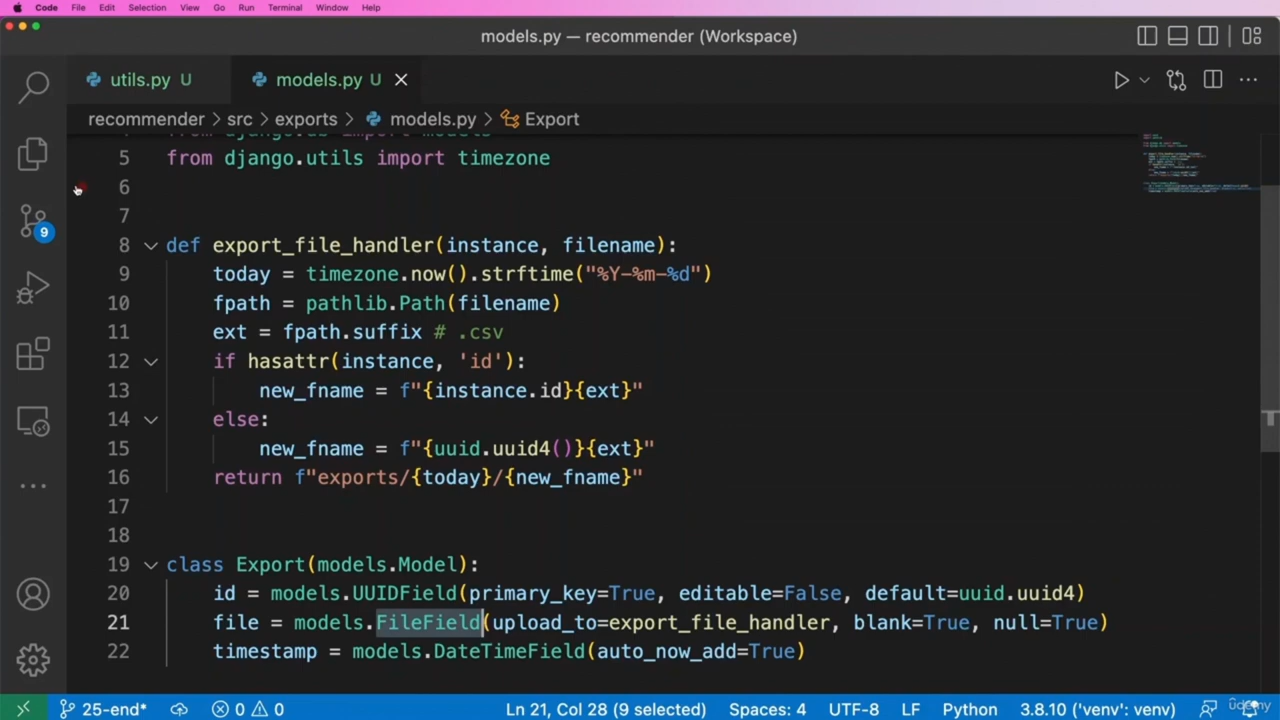 Code File Edit Selection View Go Run Terminal Window Help
models.py — recommender (Workspace)
utils.py U models.py U
recommender > src > exports > models.py > Export
from django.db import models
5 from django.utils import timezone
6
7
8 def export_file_handler(instance, filename):
9 today = timezone.now().strftime("%Y-%m-%d")
10 fpath = pathlib.Path(filename)
11 ext = fpath.suffix # .csv
12 if hasattr(instance, 'id'):
13 new_fname = f"{instance.id}{ext}"
14 else:
15 new_fname = f"{uuid.uuid4()}{ext}"
16 return f"exports/{today}/{new_fname}"
17
18
19 class Export(models.Model):
20 id = models.UUIDField(primary_key=True, editable=False, default=uuid.uuid4)
21 file = models.FileField(upload_to=export_file_handler, blank=True, null=True)
22 timestamp = models.DateTimeField(auto_now_add=True)
9
25-end* 0 0 Ln 21, Col 28 (9 selected) Spaces: 4 UTF-8 LF Python 3.8.10 ('venv': venv)
udemy